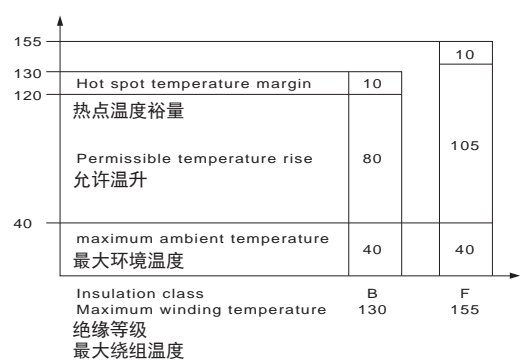 155
10
130
Hot spot temperature margin 10
120
热点温度裕量
105
Permissible temperature rise 80
允许温升
40
maximum ambient temperature
40 40
最大环境温度
Insulation class B F
Maximum winding temperature 130 155
绝缘等级
最大绕组温度